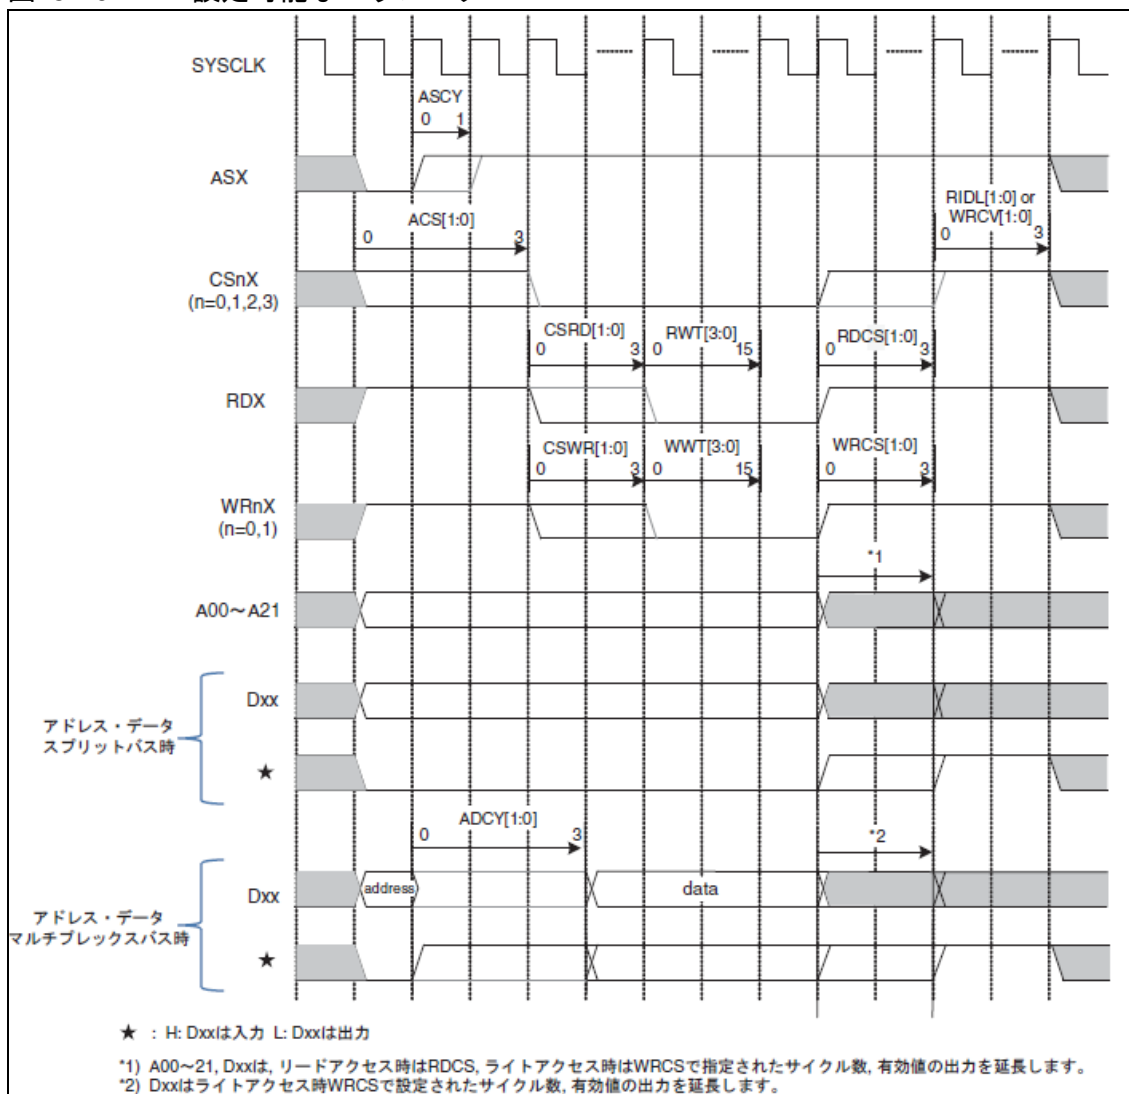 SYSCLK
ASCY
0 1
ASX
RIDL[1:0] or
WRCV[1:0]
0 3
ACS[1:0]
0 3
CSnX
(n=0,1,2,3)
CSRD[1:0] RWT[3:0] RDCS[1:0]
0 3 0 15 0 3
RDX
CSWR[1:0] WWT[3:0] WRCS[1:0]
0 3 0 15 0 3
WRnX
(n=0,1)
*1
A00～A21
Dxx
アドレス・データ
スプリットバス時
★
ADCY[1:0]
0 3
*2
Dxx
address data
アドレス・データ
マルチプレックスバス時
★
★ : H: Dxxは入力 L: Dxxは出力
*1) A00～21, Dxxは, リードアクセス時はRDCS, ライトアクセス時はWRCSで指定されたサイクル数, 有効値の出力を延長します。
*2) Dxxはライトアクセス時WRCSで設定されたサイクル数, 有効値の出力を延長します。